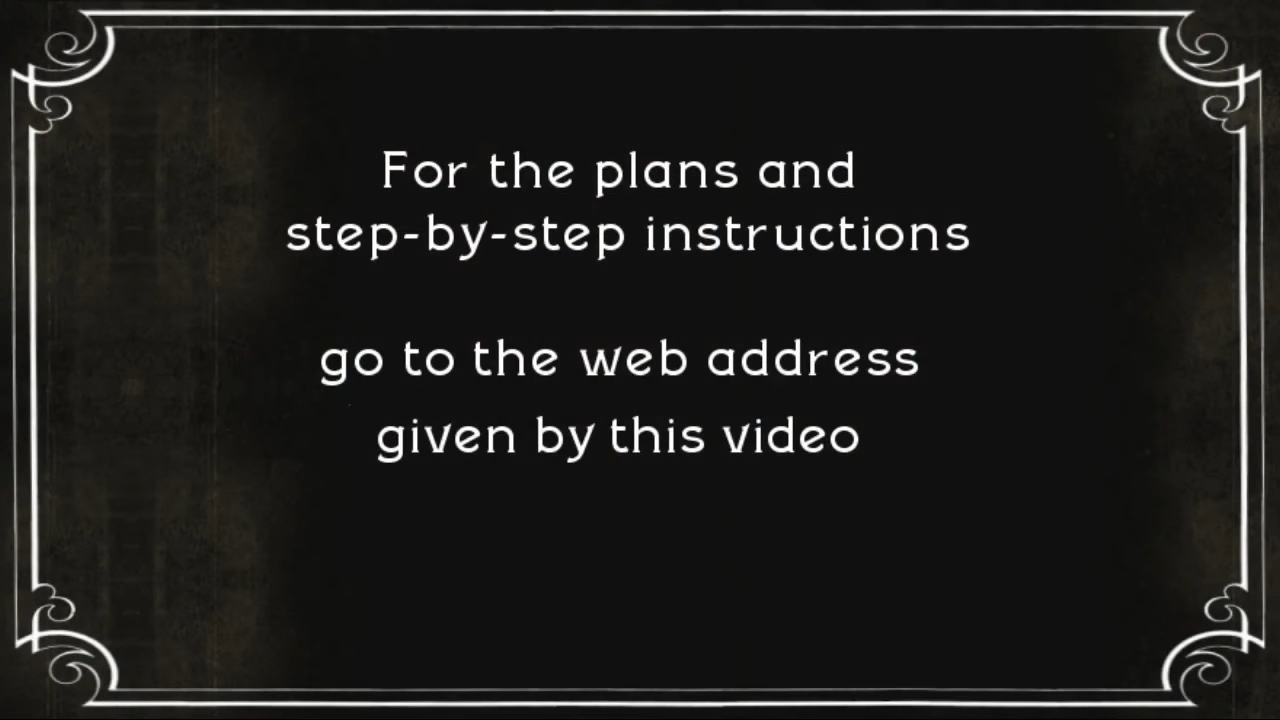 For the plans and
step-by-step instructions
go to the web address
given by this video